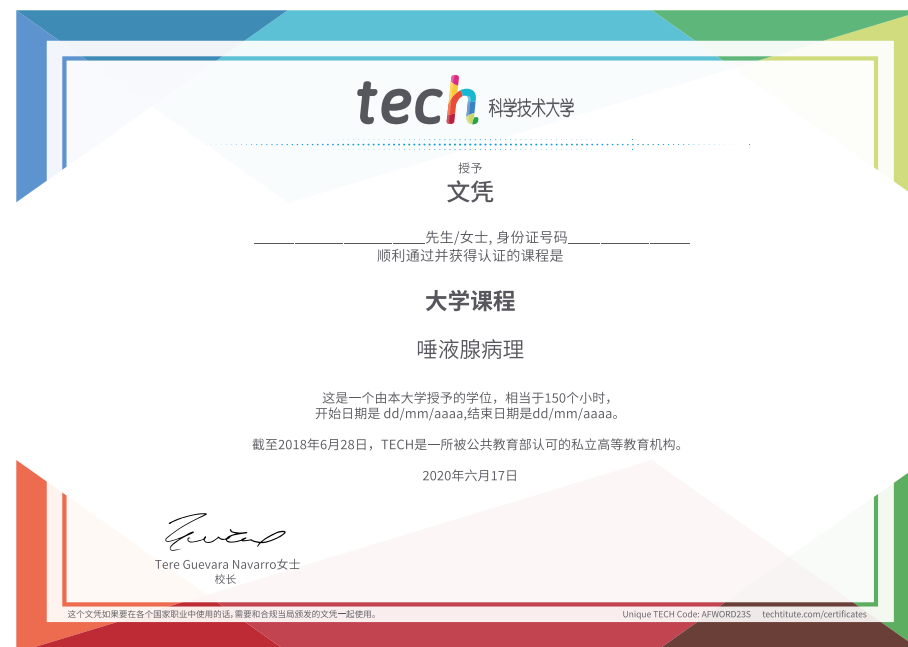 tech 科学技术大学
授予
文凭
____________________先生/女士, 身份证号码______________
顺利通过并获得认证的课程是
大学课程
唾液腺病理
这是一个由本大学授予的学位，相当于150个小时，
开始日期是 dd/mm/aaaa,结束日期是dd/mm/aaaa。
截至2018年6月28日，TECH是一所被公共教育部认可的私立高等教育机构。
2020年六月17日
Tere Guevara Navarro女士
校长
这个文凭如果要在各个国家职业中使用的话,需要和合规当局颁发的文凭一起使用。
Unique TECH Code: AFWORD23S techtitute.com/certificates